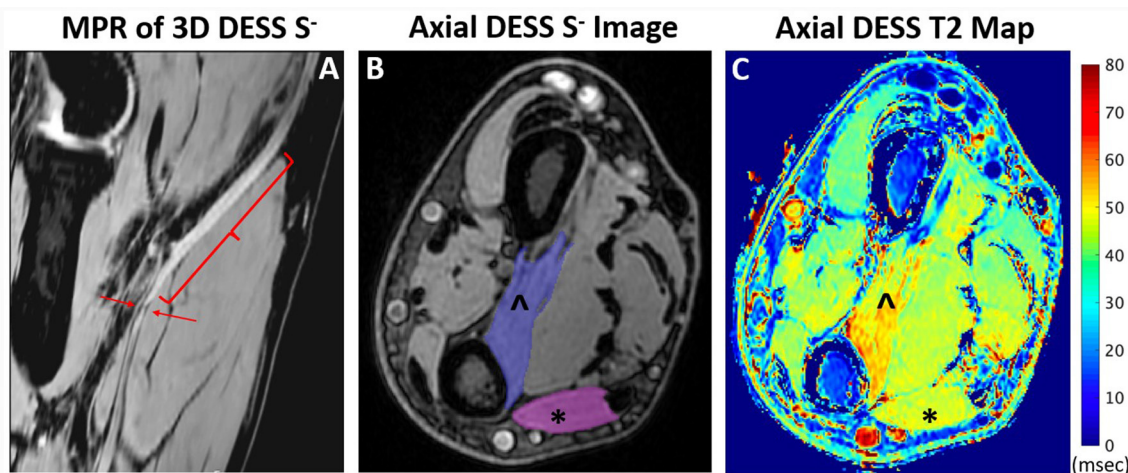 MPR of 3D DESS S-
Axial DESS S- Image
Axial DESS T2 Map
A
B
C
^
*
^
*
80
70
60
50
40
30
20
10
0
(msec)